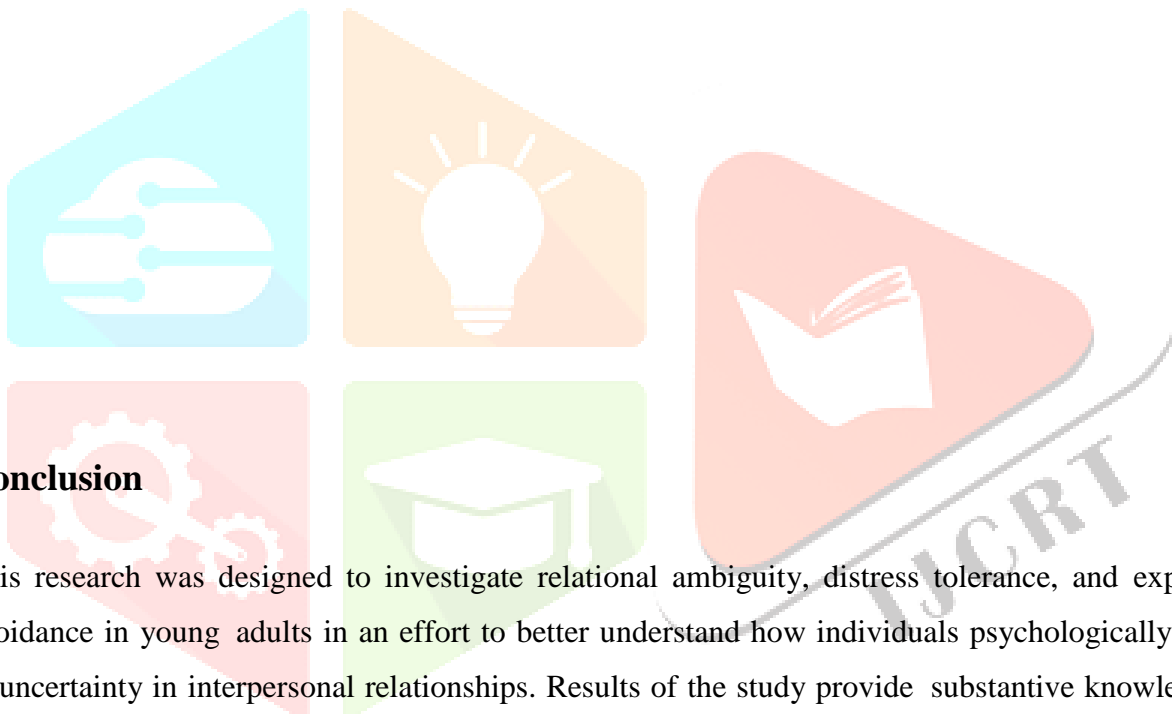 onclusion
is research was designed to investigate relational ambiguity, distress tolerance, and exp
oidance in young adults in an effort to better understand how individuals psychologically
uncertainty in interpersonal relationships. Results of the study provide substantive knowle
IJCRT